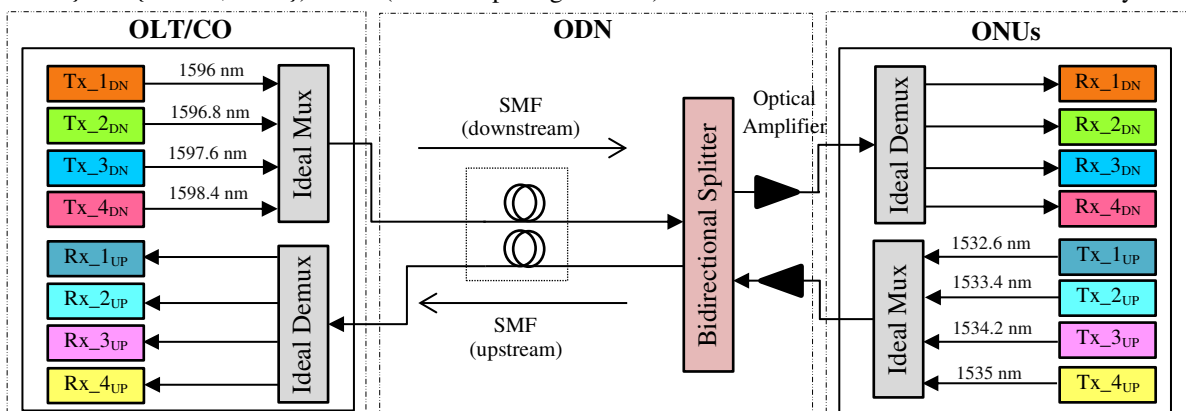 OLT/CO
Tx_1DN
1596 nm
Tx_2DN
1596.8 nm
Tx_3DN
1597.6 nm
Tx_4DN
1598.4 nm
Ideal Mux
Rx_1UP
Rx_2UP
Rx_3UP
Rx_4UP
Ideal Demux
ODN
SMF
(downstream)
SMF
(upstream)
Bidirectional Splitter
Optical
Amplifier
ONUs
Ideal Demux
Rx_1DN
Rx_2DN
Rx_3DN
Rx_4DN
Ideal Mux
1532.6 nm
Tx_1UP
1533.4 nm
Tx_2UP
1534.2 nm
Tx_3UP
1535 nm
Tx_4UP